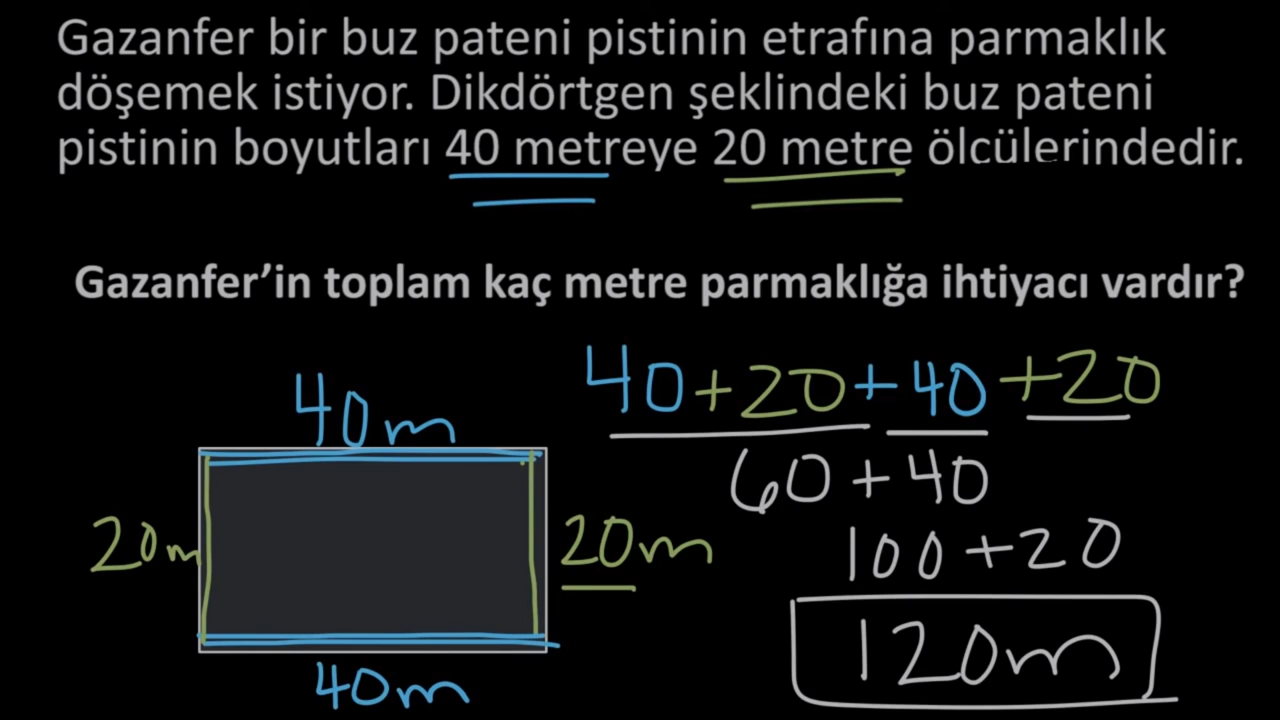 Gazanfer bir buz pateni pistinin etrafına parmaklık
döşemek istiyor. Dikdörtgen şeklindeki buz pateni
pistinin boyutları 40 metreye 20 metre ölcülerindedir.
Gazanfer’in toplam kaç metre parmaklığa ihtiyacı vardır?
40+20+40+20
40m
60+40
20m
20m
100+20
120m
40m